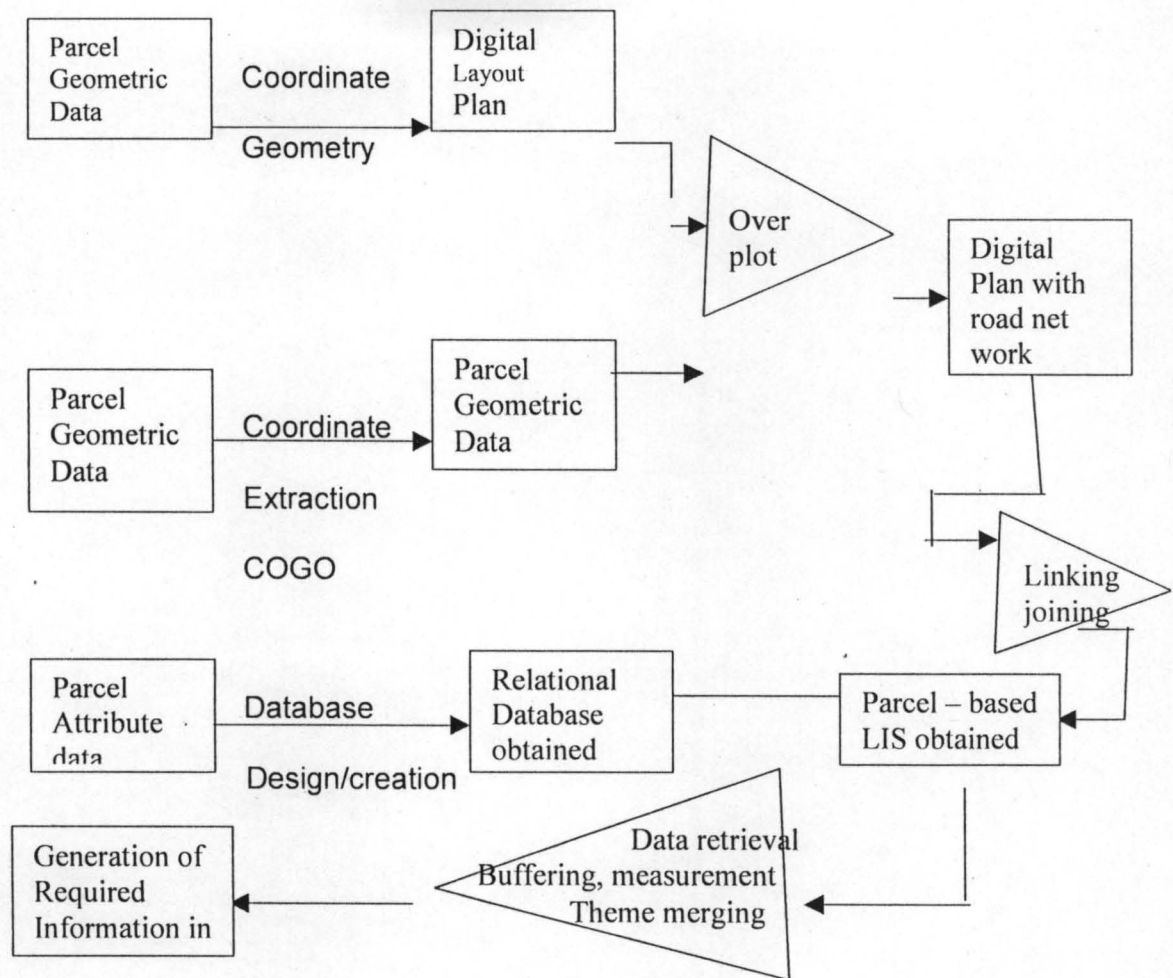 Parcel
Geometric
Data
Coordinate
Geometry
Digital
Layout
Plan
Over
plot
Digital
Plan with
road net
work
Parcel
Geometric
Data
Coordinate
Extraction
COGO
Parcel
Geometric
Data
Linking
joining
Parcel
Attribute
data
Database
Design/creation
Relational
Database
obtained
Parcel – based
LIS obtained
Data retrieval
Buffering, measurement
Theme merging
Generation of
Required
Information in